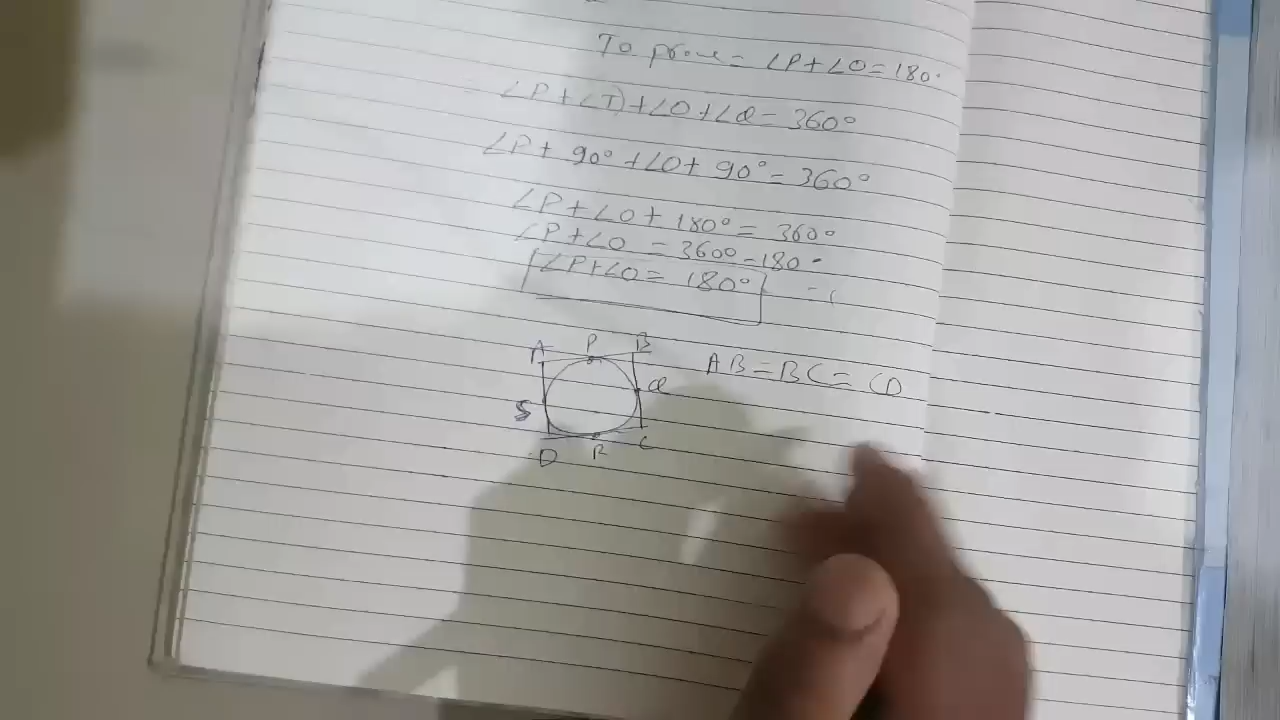 To prove = ∠P+∠O=180°
∠P+∠T+∠O+∠Q=360°
∠P+ 90°+∠O+ 90°=360°
∠P+∠O+180°= 360°
∠P+∠O = 360°-180°
∠P+∠O= 180°
A P B
AB=BC= CD
Q
S
D R C